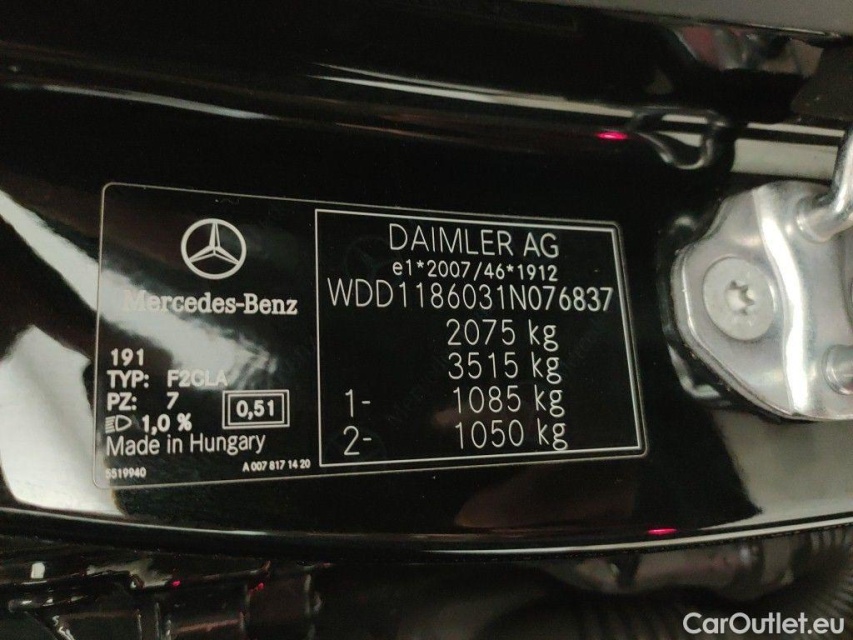 Mercedes-Benz
191
TYP: F2CLA
PZ: 7
0,51
1,0 %
Made in Hungary
5519940
A 007 817 14 20
DAIMLER AG
e1*2007/46*1912
WDD1186031N076837
2075 kg
3515 kg
1- 1085 kg
2- 1050 kg
CarOutlet.eu